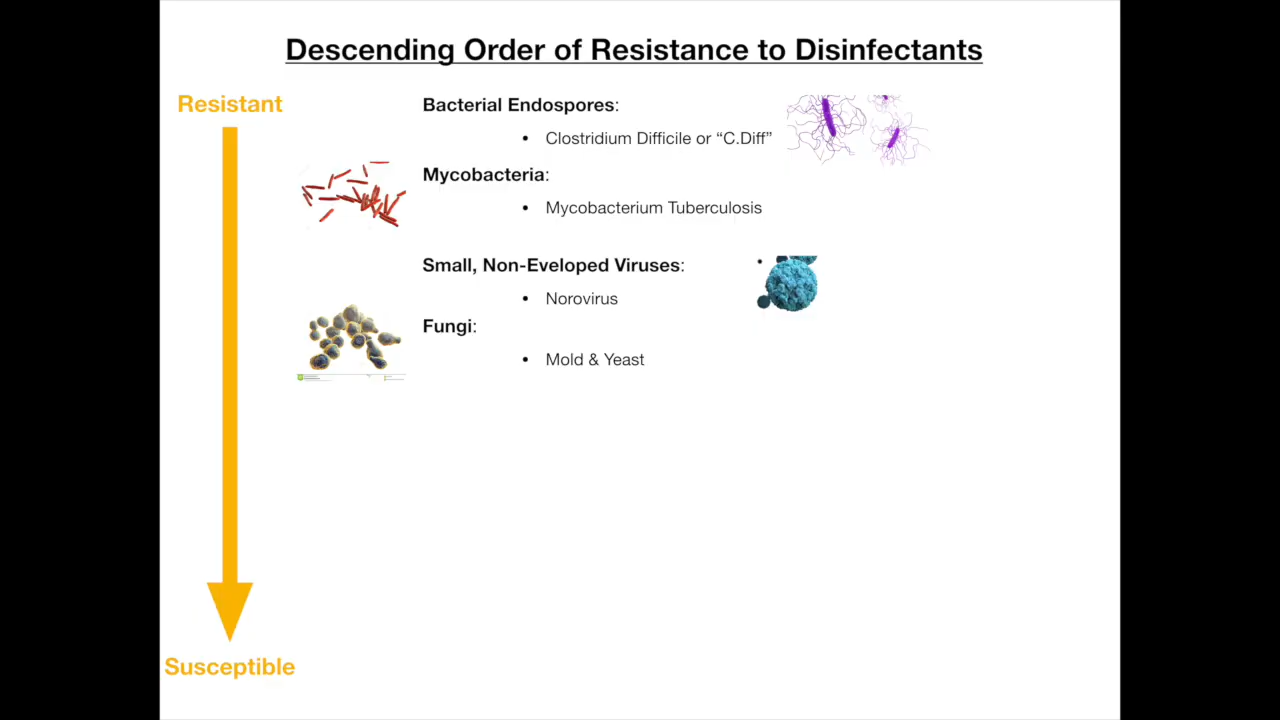 Descending Order of Resistance to Disinfectants
Resistant
Bacterial Endospores:
• Clostridium Difficile or “C.Diff”
Mycobacteria:
• Mycobacterium Tuberculosis
Small, Non-Eveloped Viruses:
• Norovirus
Fungi:
• Mold & Yeast
Susceptible